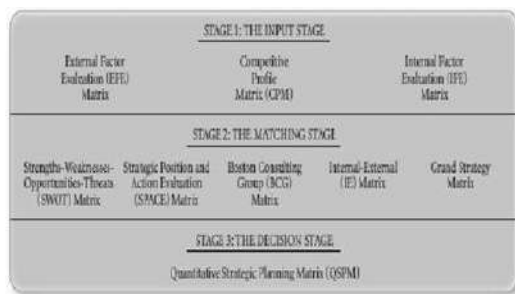 STAGE 1: THE INPUT STAGE
External Factor
Evaluation (EFE)
Matrix
Competitive
Profile
Matrix (CPM)
Internal Factor
Evaluation (IFE)
Matrix
STAGE 2: THE MATCHING STAGE
Strengths-Weaknesses-
Opportunities-Threats
(SWOT) Matrix
Strategic Position and
Action Evaluation
(SPACE) Matrix
Boston Consulting
Group (BCG)
Matrix
Internal-External
(IE) Matrix
Grand Strategy
Matrix
STAGE 3: THE DECISION STAGE
Quantitative Strategic Planning Matrix (QSPM)